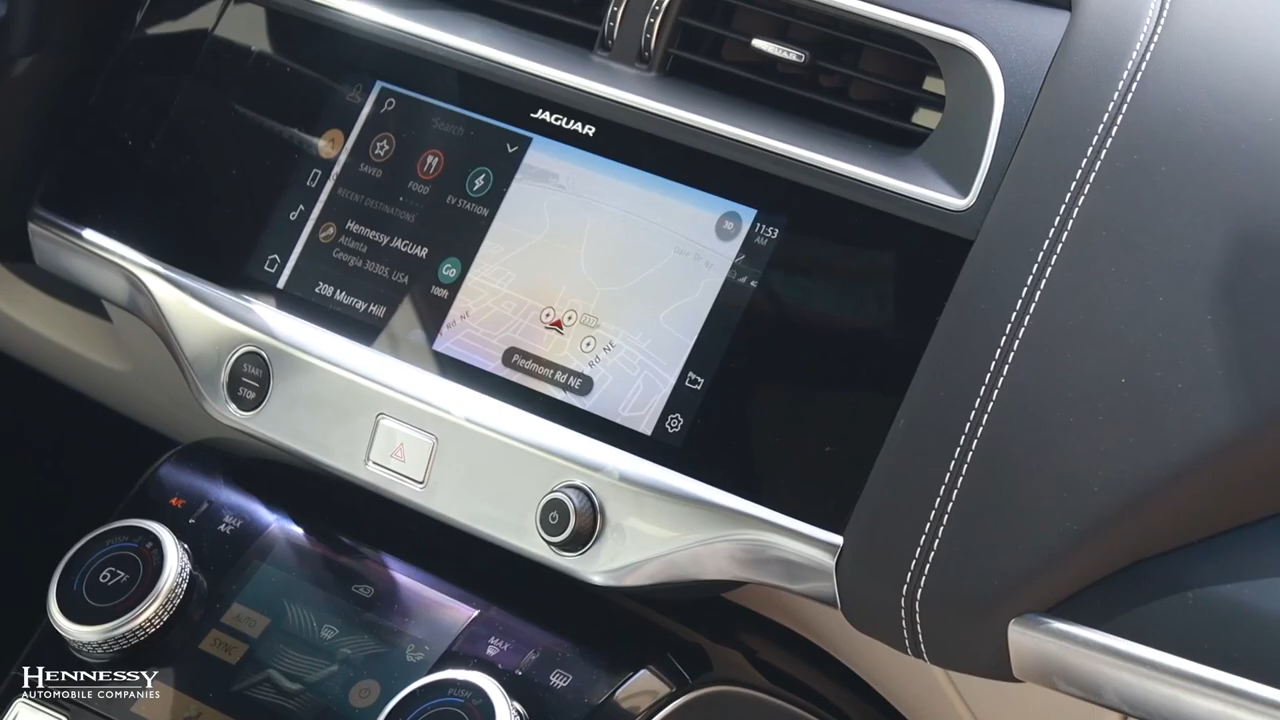 JAGUAR
JAGUAR
Search
SAVED
FOOD
EV STATION
RECENT DESTINATIONS
Hennessy JAGUAR
Atlanta
Georgia 30305, USA
Go
100ft
208 Murray Hill
3D
11:53
AM
Rd NE
Rd NE
Piedmont Rd NE
START
STOP
A/C
MAX
A/C
PUSH
67F
AUTO
SYNC
MAX
PUSH
HENNESSY
AUTOMOBILE COMPANIES